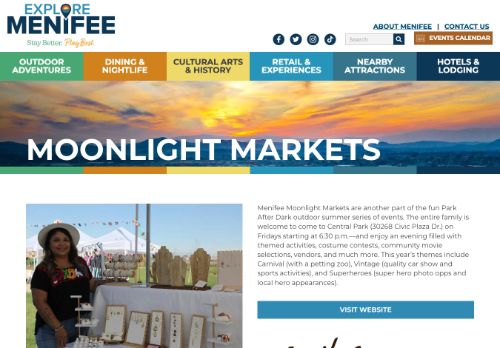 EXPLORE
MENIFEE
Stay Better. Play Best.
ABOUT MENIFEE | CONTACT US
Search
EVENTS CALENDAR
OUTDOOR
ADVENTURES
DINING &
NIGHTLIFE
CULTURAL ARTS
& HISTORY
RETAIL &
EXPERIENCES
NEARBY
ATTRACTIONS
HOTELS &
LODGING
MOONLIGHT MARKETS
Menifee Moonlight Markets are another part of the fun Park
After Dark outdoor summer series of events. The entire family is
welcome to come to Central Park (30268 Civic Plaza Dr.) on
Fridays starting at 6:30 p.m.—and enjoy an evening filled with
themed activities, costume contests, community movie
selections, vendors, and much more. This year's themes include
Carnival (with a petting zoo), Vintage (quality car show and
sports activities), and Superheroes (super hero photo opps and
local hero appearances).
VISIT WEBSITE